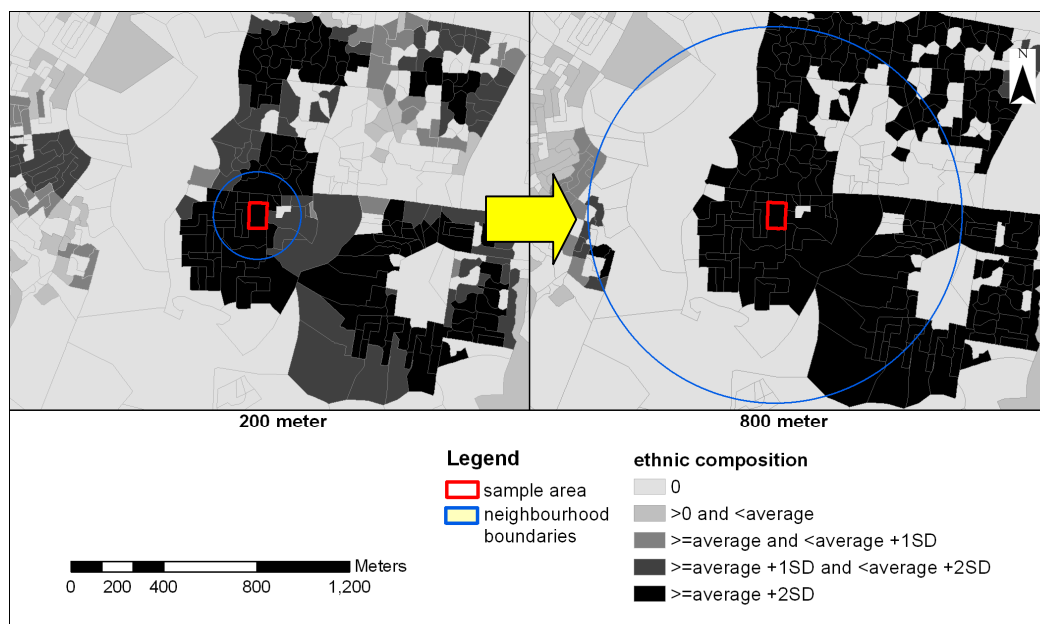 N
200 meter
800 meter
Legend
sample area
neighbourhood
boundaries
ethnic composition
0
>0 and <average
>=average and <average +1SD
>=average +1SD and <average +2SD
>=average +2SD
Meters
0 200 400 800 1,200